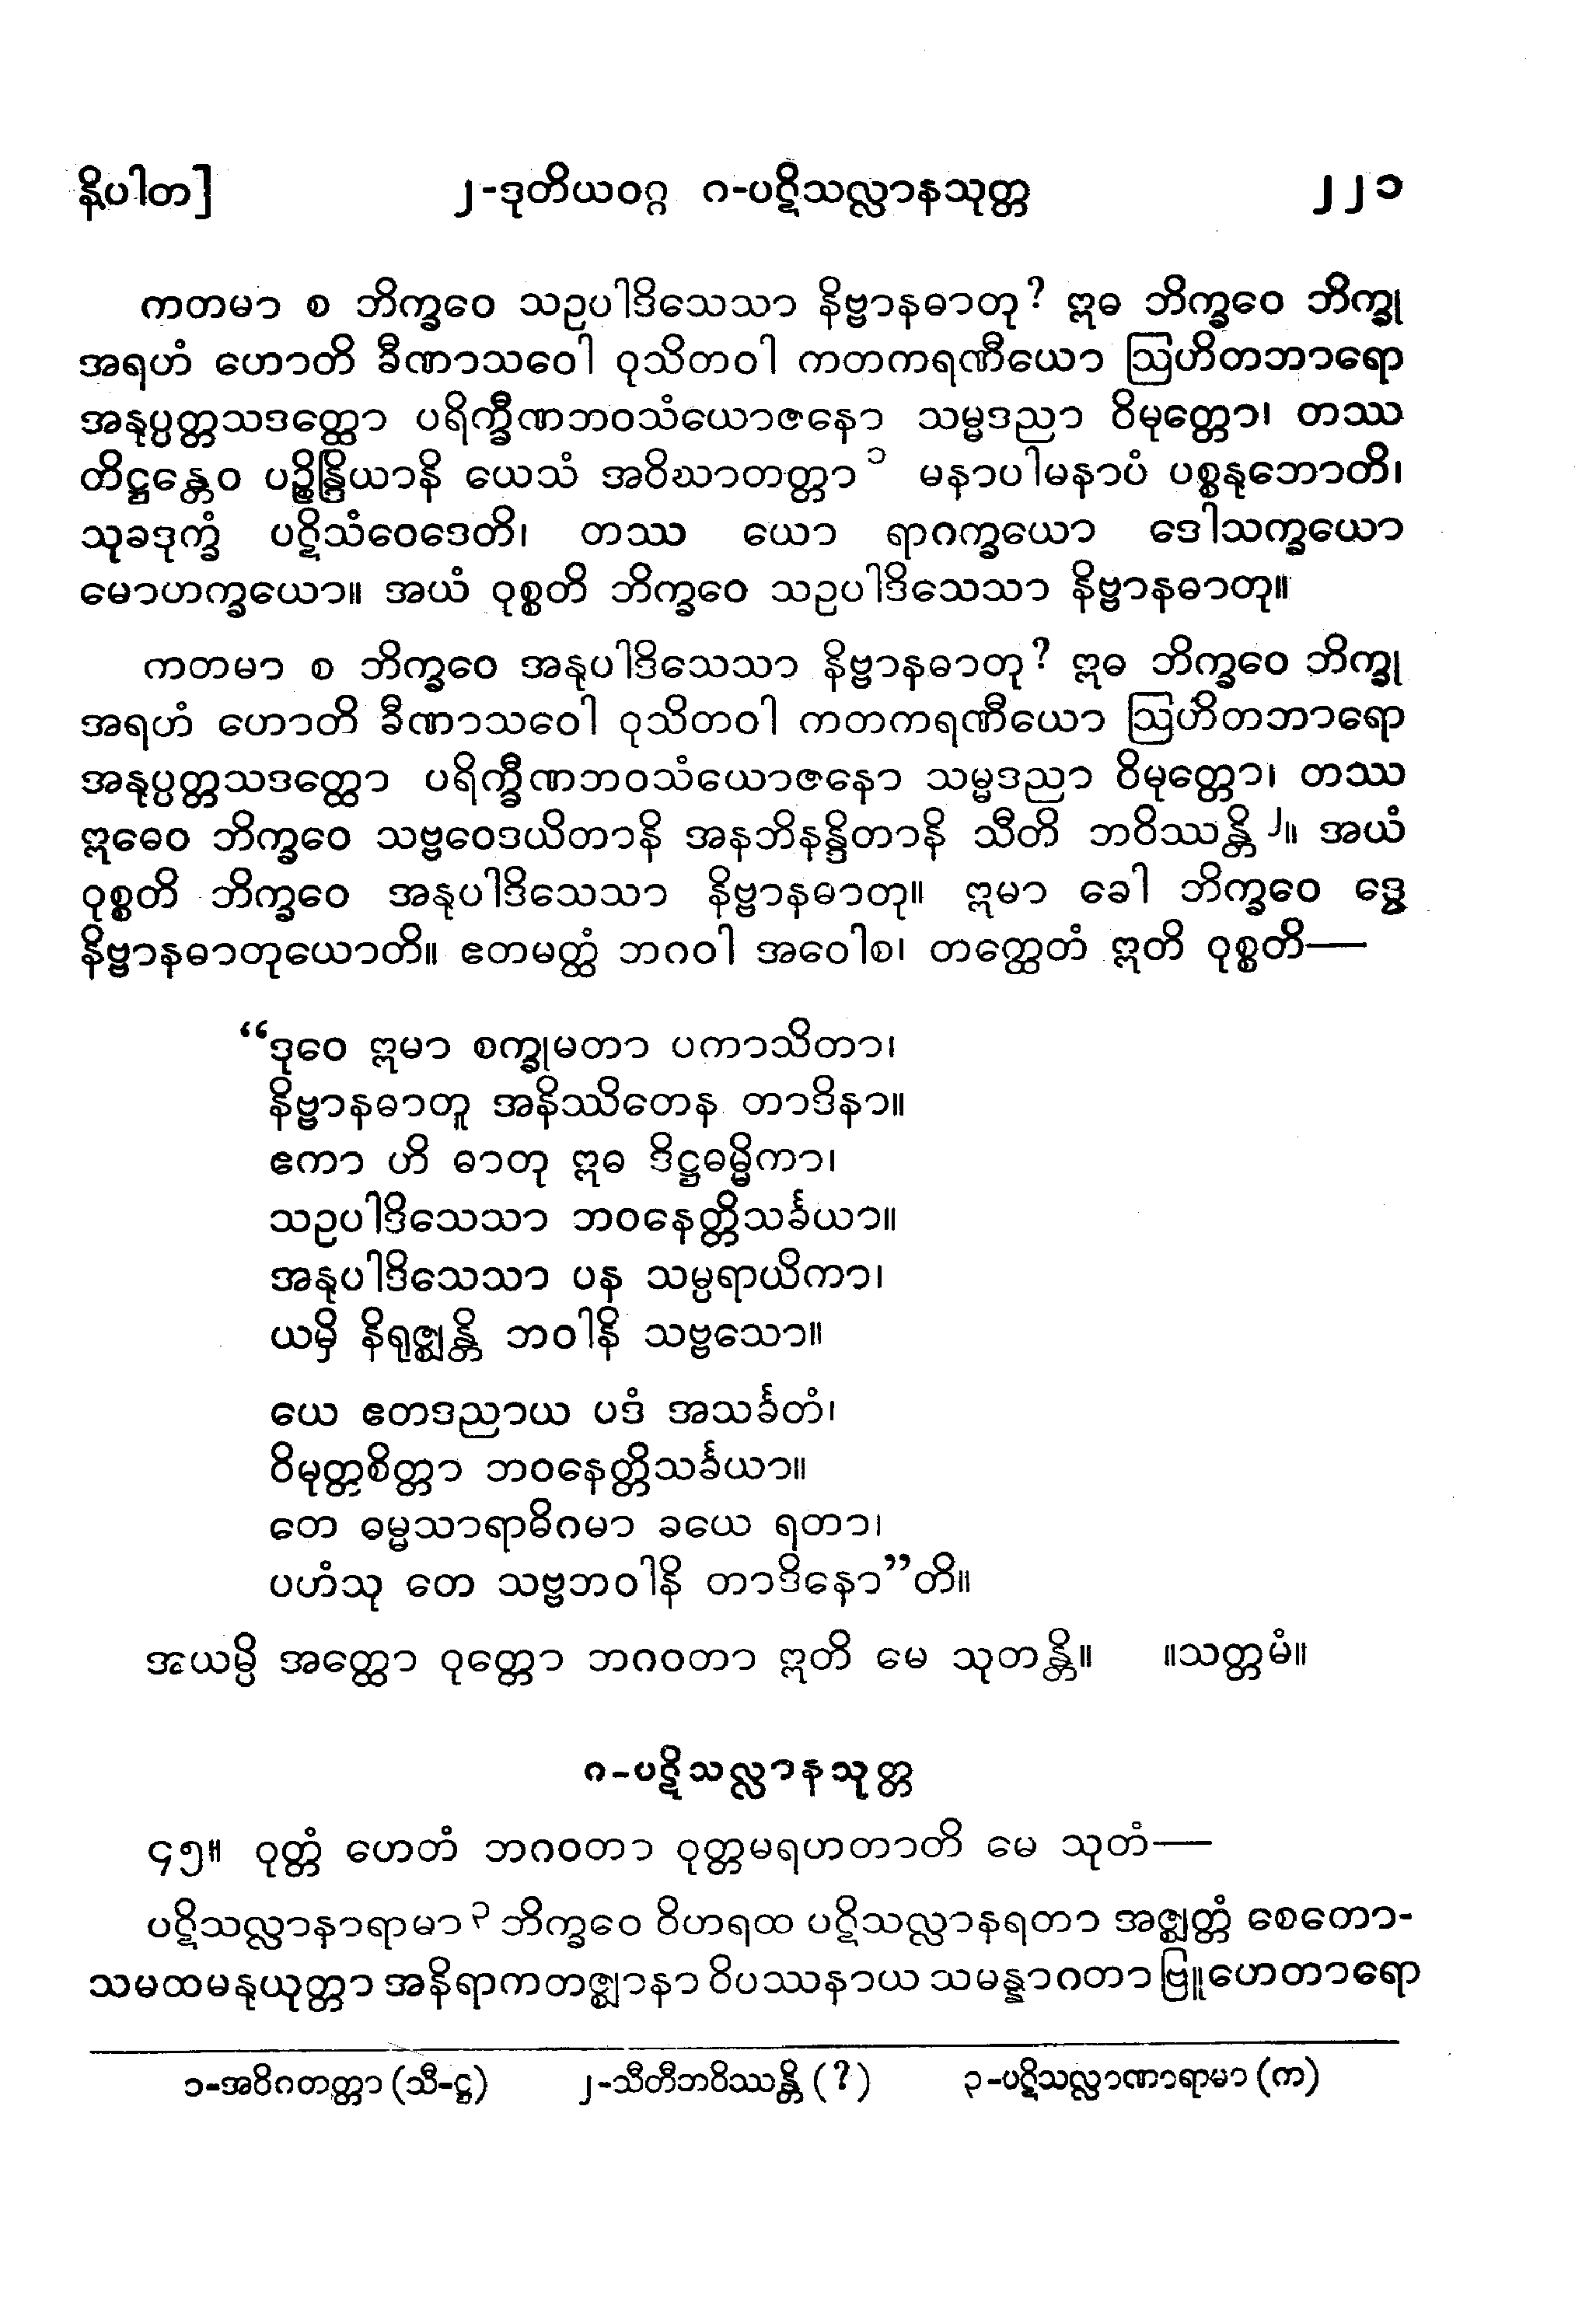 နိပါတ]   ၂-ဒုတိယဝဂ္ဂ ဂ-ပဋိသလ္လာနသုတ္တ   ၂၂၁
ကတမာ စ ဘိက္ခဝေ သဥပါဒိသေသာ နိဗ္ဗာနဓာတု? ဣဓ ဘိက္ခဝေ ဘိက္ခု
အရဟံ ဟောတိ ခီဏာသဝေါ ဝုသိတဝါ ကတကရဏီယော ဩဟိတဘာရော
အနုပ္ပတ္တသဒတ္ထော ပရိက္ခီဏဘဝသံယောဇနော သမ္မဒညာ ဝိမုတ္တော၊ တဿ
တိဋ္ဌန္တေဝ ပဉ္စိန္ဒြိယာနိ ယေသံ အဝိဃာတတ္တာ ၁ မနာပါမနာပံ ပစ္စနုဘောတိ၊
သုခဒုက္ခံ ပဋိသံဝေဒေတိ၊ တဿ ယော ရာဂက္ခယော ဒေါသက္ခယော
မောဟက္ခယော။ အယံ ဝုစ္စတိ ဘိက္ခဝေ သဥပါဒိသေသာ နိဗ္ဗာနဓာတု။
ကတမာ စ ဘိက္ခဝေ အနုပါဒိသေသာ နိဗ္ဗာနဓာတု? ဣဓ ဘိက္ခဝေ ဘိက္ခု
အရဟံ ဟောတိ ခီဏာသဝေါ ဝုသိတဝါ ကတကရဏီယော ဩဟိတဘာရော
အနုပ္ပတ္တသဒတ္ထော ပရိက္ခီဏဘဝသံယောဇနော သမ္မဒညာ ဝိမုတ္တော၊ တဿ
ဣဓေဝ ဘိက္ခဝေ သဗ္ဗဝေဒယိတာနိ အနဘိနန္ဒိတာနိ သီတိ ဘဝိဿန္တိ ၂။ အယံ
ဝုစ္စတိ ဘိက္ခဝေ အနုပါဒိသေသာ နိဗ္ဗာနဓာတု။ ဣမာ ခေါ ဘိက္ခဝေ ဒွေ
နိဗ္ဗာနဓာတုယောတိ။ ဧတမတ္ထံ ဘဂဝါ အဝေါစ၊ တတ္ထေတံ ဣတိ ဝုစ္စတိ—
“ဒုဝေ ဣမာ စက္ခုမတာ ပကာသိတာ၊
နိဗ္ဗာနဓာတူ အနိဿိတေန တာဒိနာ။
ဧကာ ဟိ ဓာတု ဣဓ ဒိဋ္ဌဓမ္မိကာ၊
သဥပါဒိသေသာ ဘဝနေတ္တိသင်္ခယာ။
အနုပါဒိသေသာ ပန သမ္ပရာယိကာ၊
ယမှိ နိရုဇ္ဈန္တိ ဘဝါနိ သဗ္ဗသော။
ယေ ဧတဒညာယ ပဒံ အသင်္ခတံ၊
ဝိမုတ္တစိတ္တာ ဘဝနေတ္တိသင်္ခယာ။
တေ ဓမ္မသာရာဓိဂမာ ခယေ ရတာ၊
ပဟံသု တေ သဗ္ဗဘဝါနိ တာဒိနော”တိ။
အယမ္ပိ အတ္ထော ဝုတ္တော ဘဂဝတာ ဣတိ မေ သုတန္တိ။   ။သတ္တမံ။
ဂ-ပဋိသလ္လာနသုတ္တ
၄၅။ ဝုတ္တံ ဟေတံ ဘဂဝတာ ဝုတ္တမရဟတာတိ မေ သုတံ—
ပဋိသလ္လာနာရာမာ ၃ ဘိက္ခဝေ ဝိဟရထ ပဋိသလ္လာနရတာ အဇ္ဈတ္တံ စေတော-
သမထမနုယုတ္တာ အနိရာကတဇ္ဈာနာ ဝိပဿနာယ သမန္နာဂတာ ဗြူဟေတာရော
၁-အဝိဂတတ္တာ (သီ-ဋ္ဌ)   ၂-သီတီဘဝိဿန္တိ (?)   ၃-ပဋိသလ္လာဏာရာမာ (က)